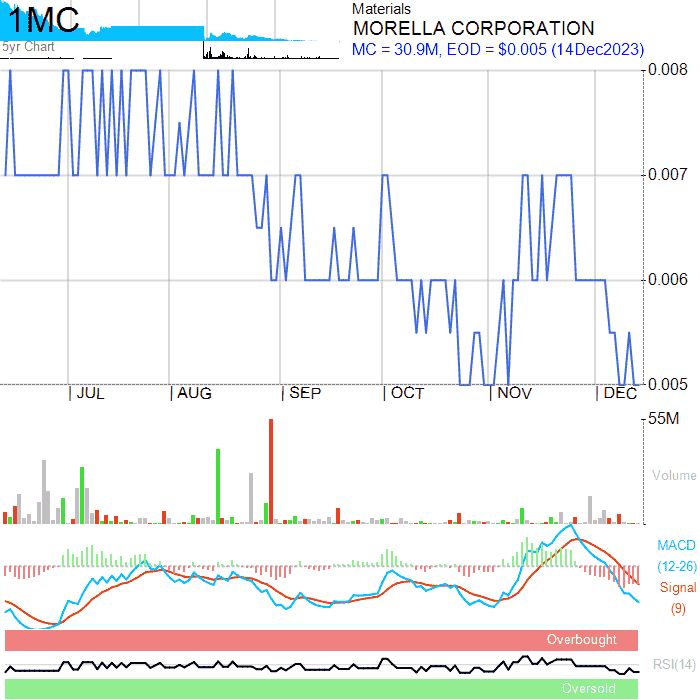 1MC
5yr Chart
Materials
MORELLA CORPORATION
MC = 30.9M, EOD = $0.005 (14Dec2023)
0.008
0.007
0.006
0.005
JUL AUG SEP OCT NOV DEC
55M
Volume
MACD
(12-26)
Signal
(9)
Overbought
RSI(14)
Oversold